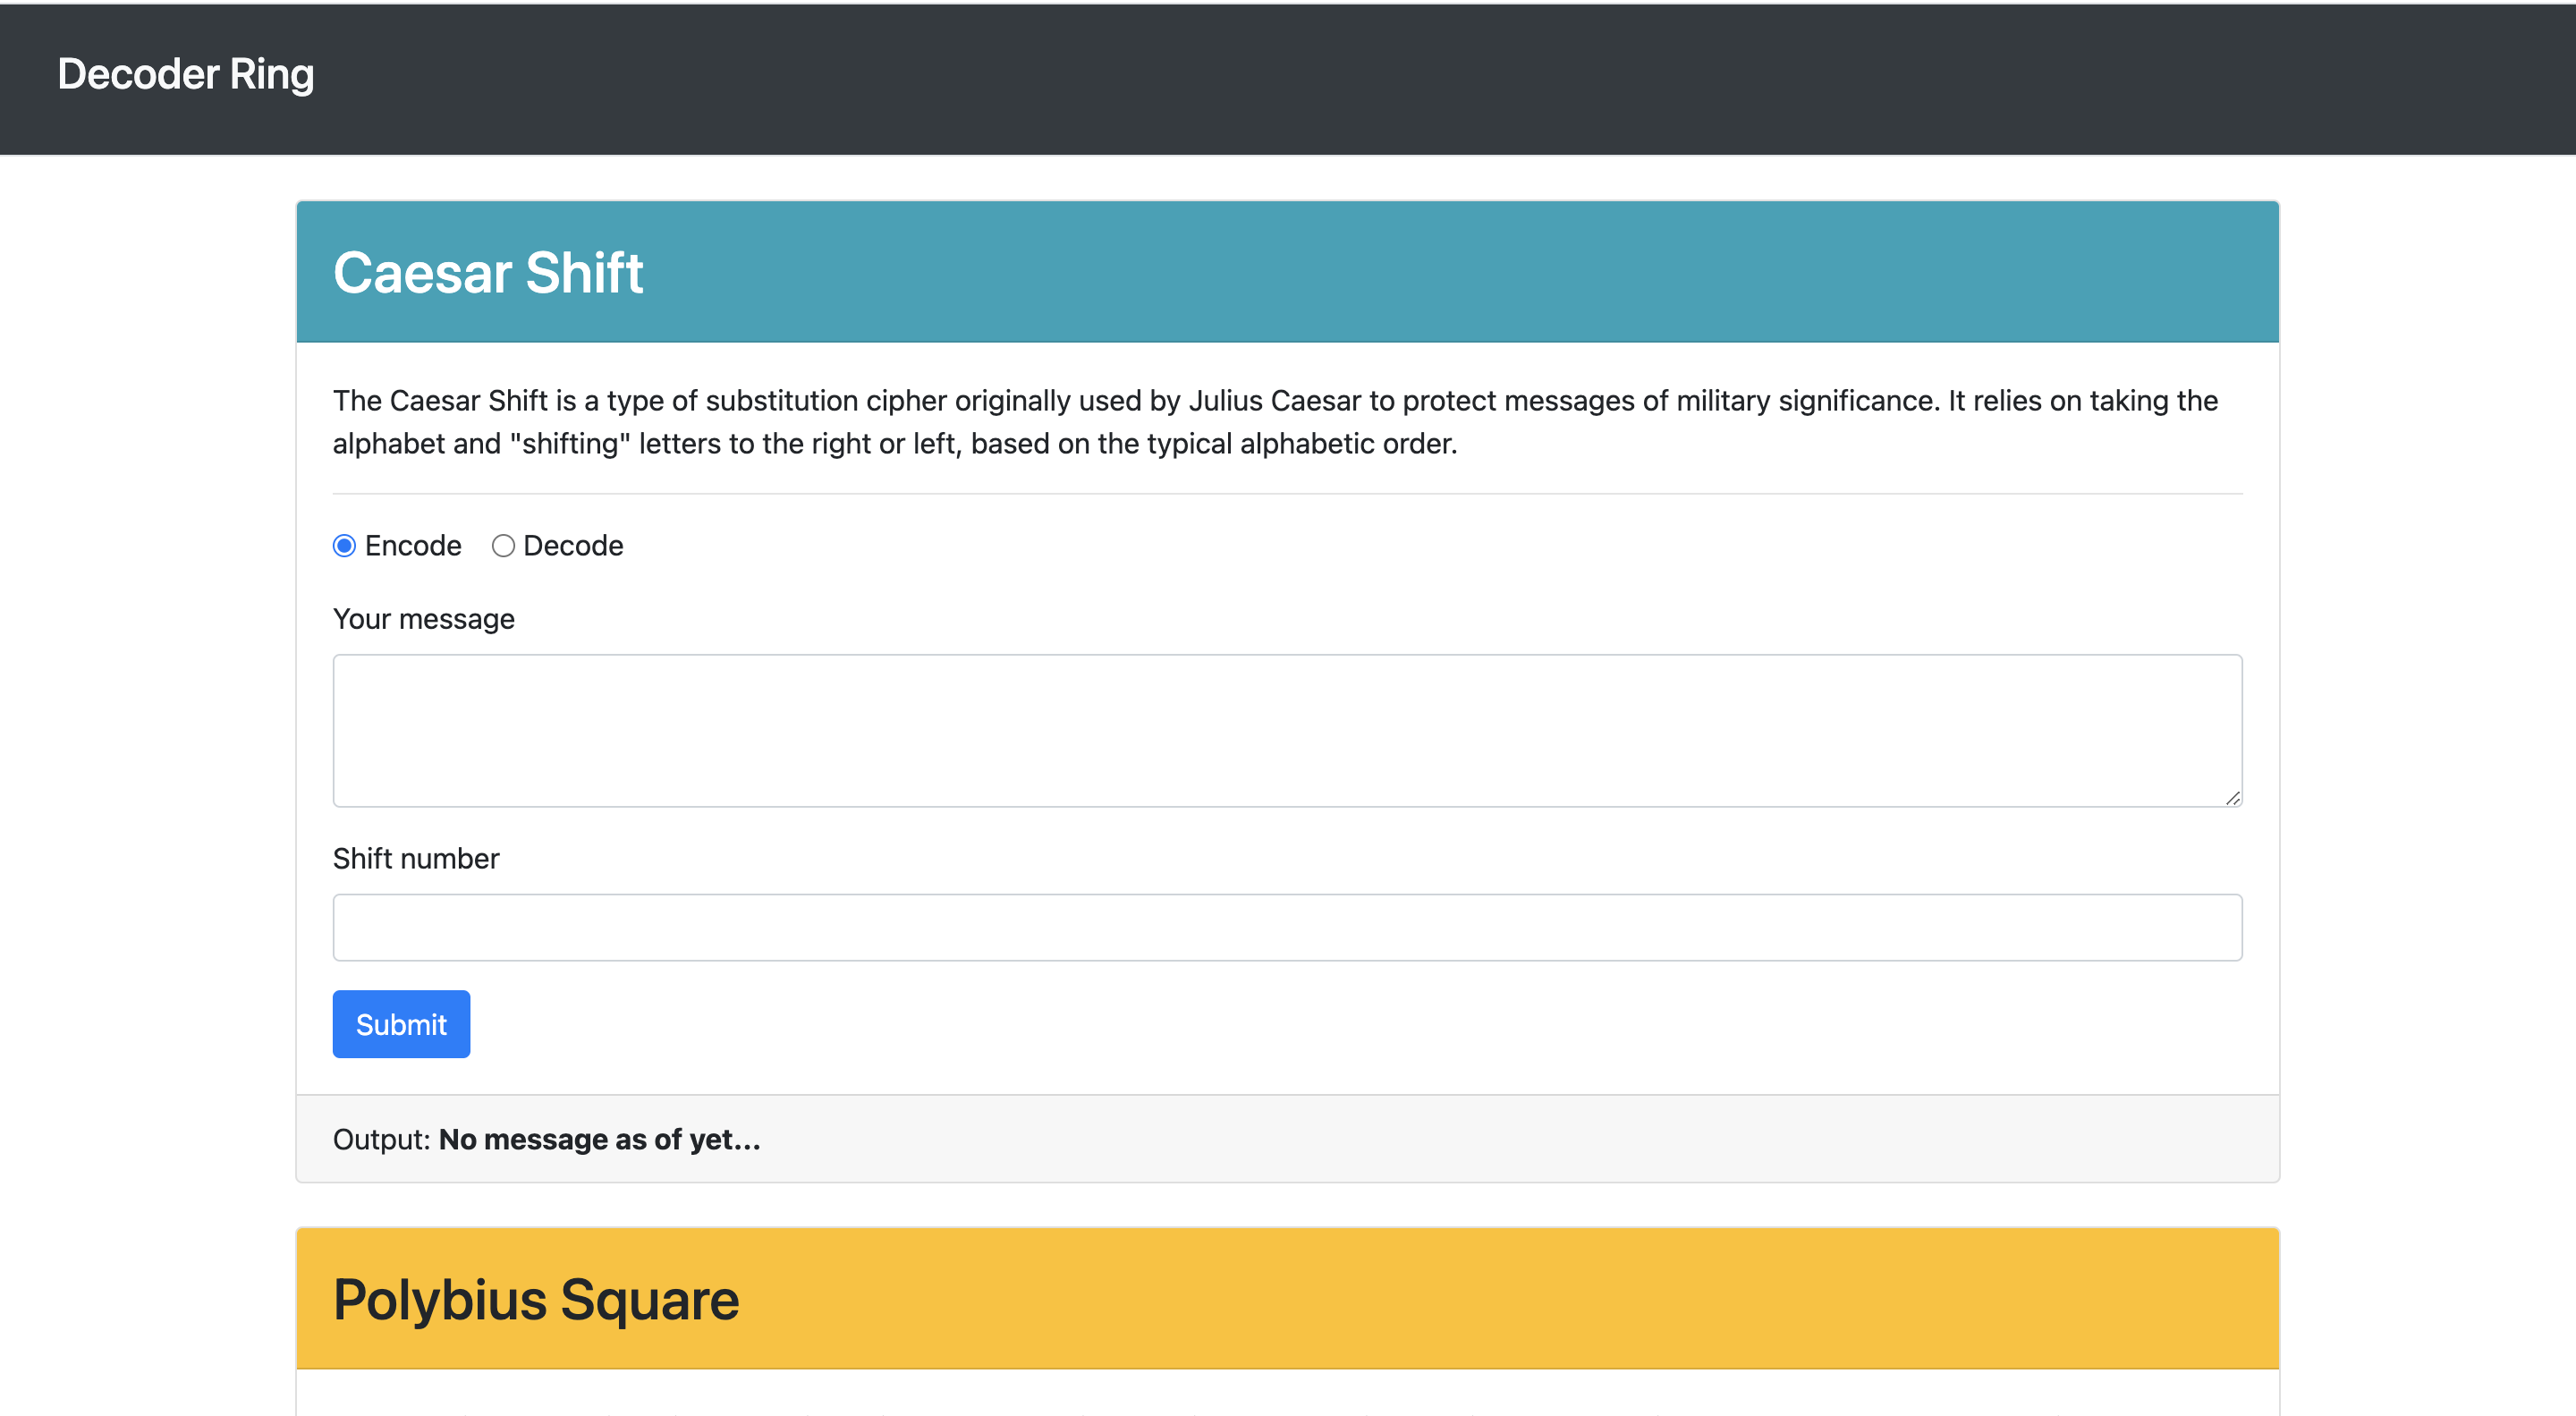 Decoder Ring
Caesar Shift
The Caesar Shift is a type of substitution cipher originally used by Julius Caesar to protect messages of military significance. It relies on taking the
alphabet and "shifting" letters to the right or left, based on the typical alphabetic order.
Encode Decode
Your message
Shift number
Submit
Output: No message as of yet...
Polybius Square